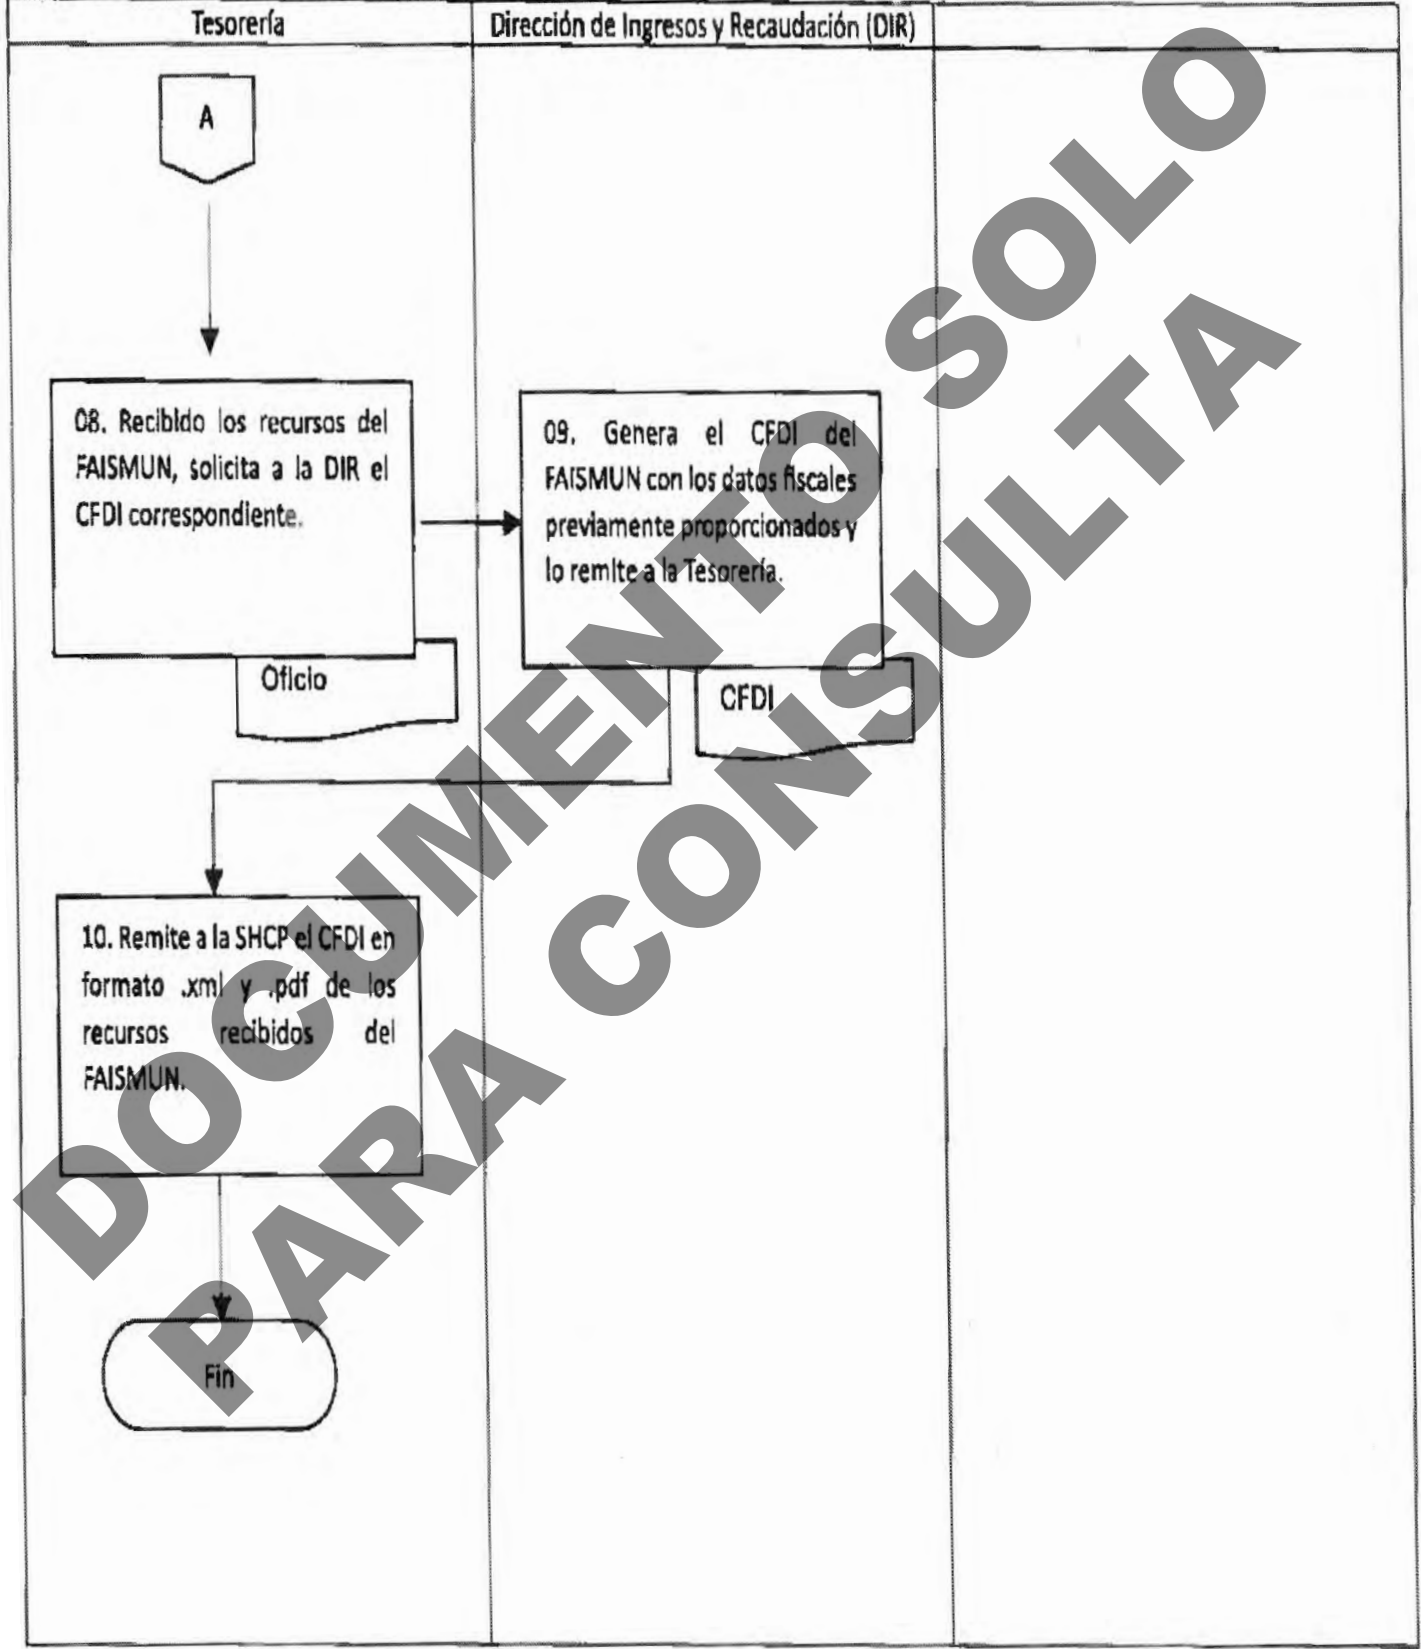 Tesorería
Dirección de Ingresos y Recaudación (DIR)
A
08. Recibido los recursos del
FAISMUN, solicita a la DIR el
CFDI correspondiente.
Oficio
09. Genera el CFDI del
FAISMUN con los datos fiscales
previamente proporcionados y
lo remite a la Tesorería.
CFDI
10. Remite a la SHCP el CFDI en
formato .xml y .pdf de los
recursos recibidos del
FAISMUN.
Fin
DOCUMENTO SOLO
PARA CONSULTA